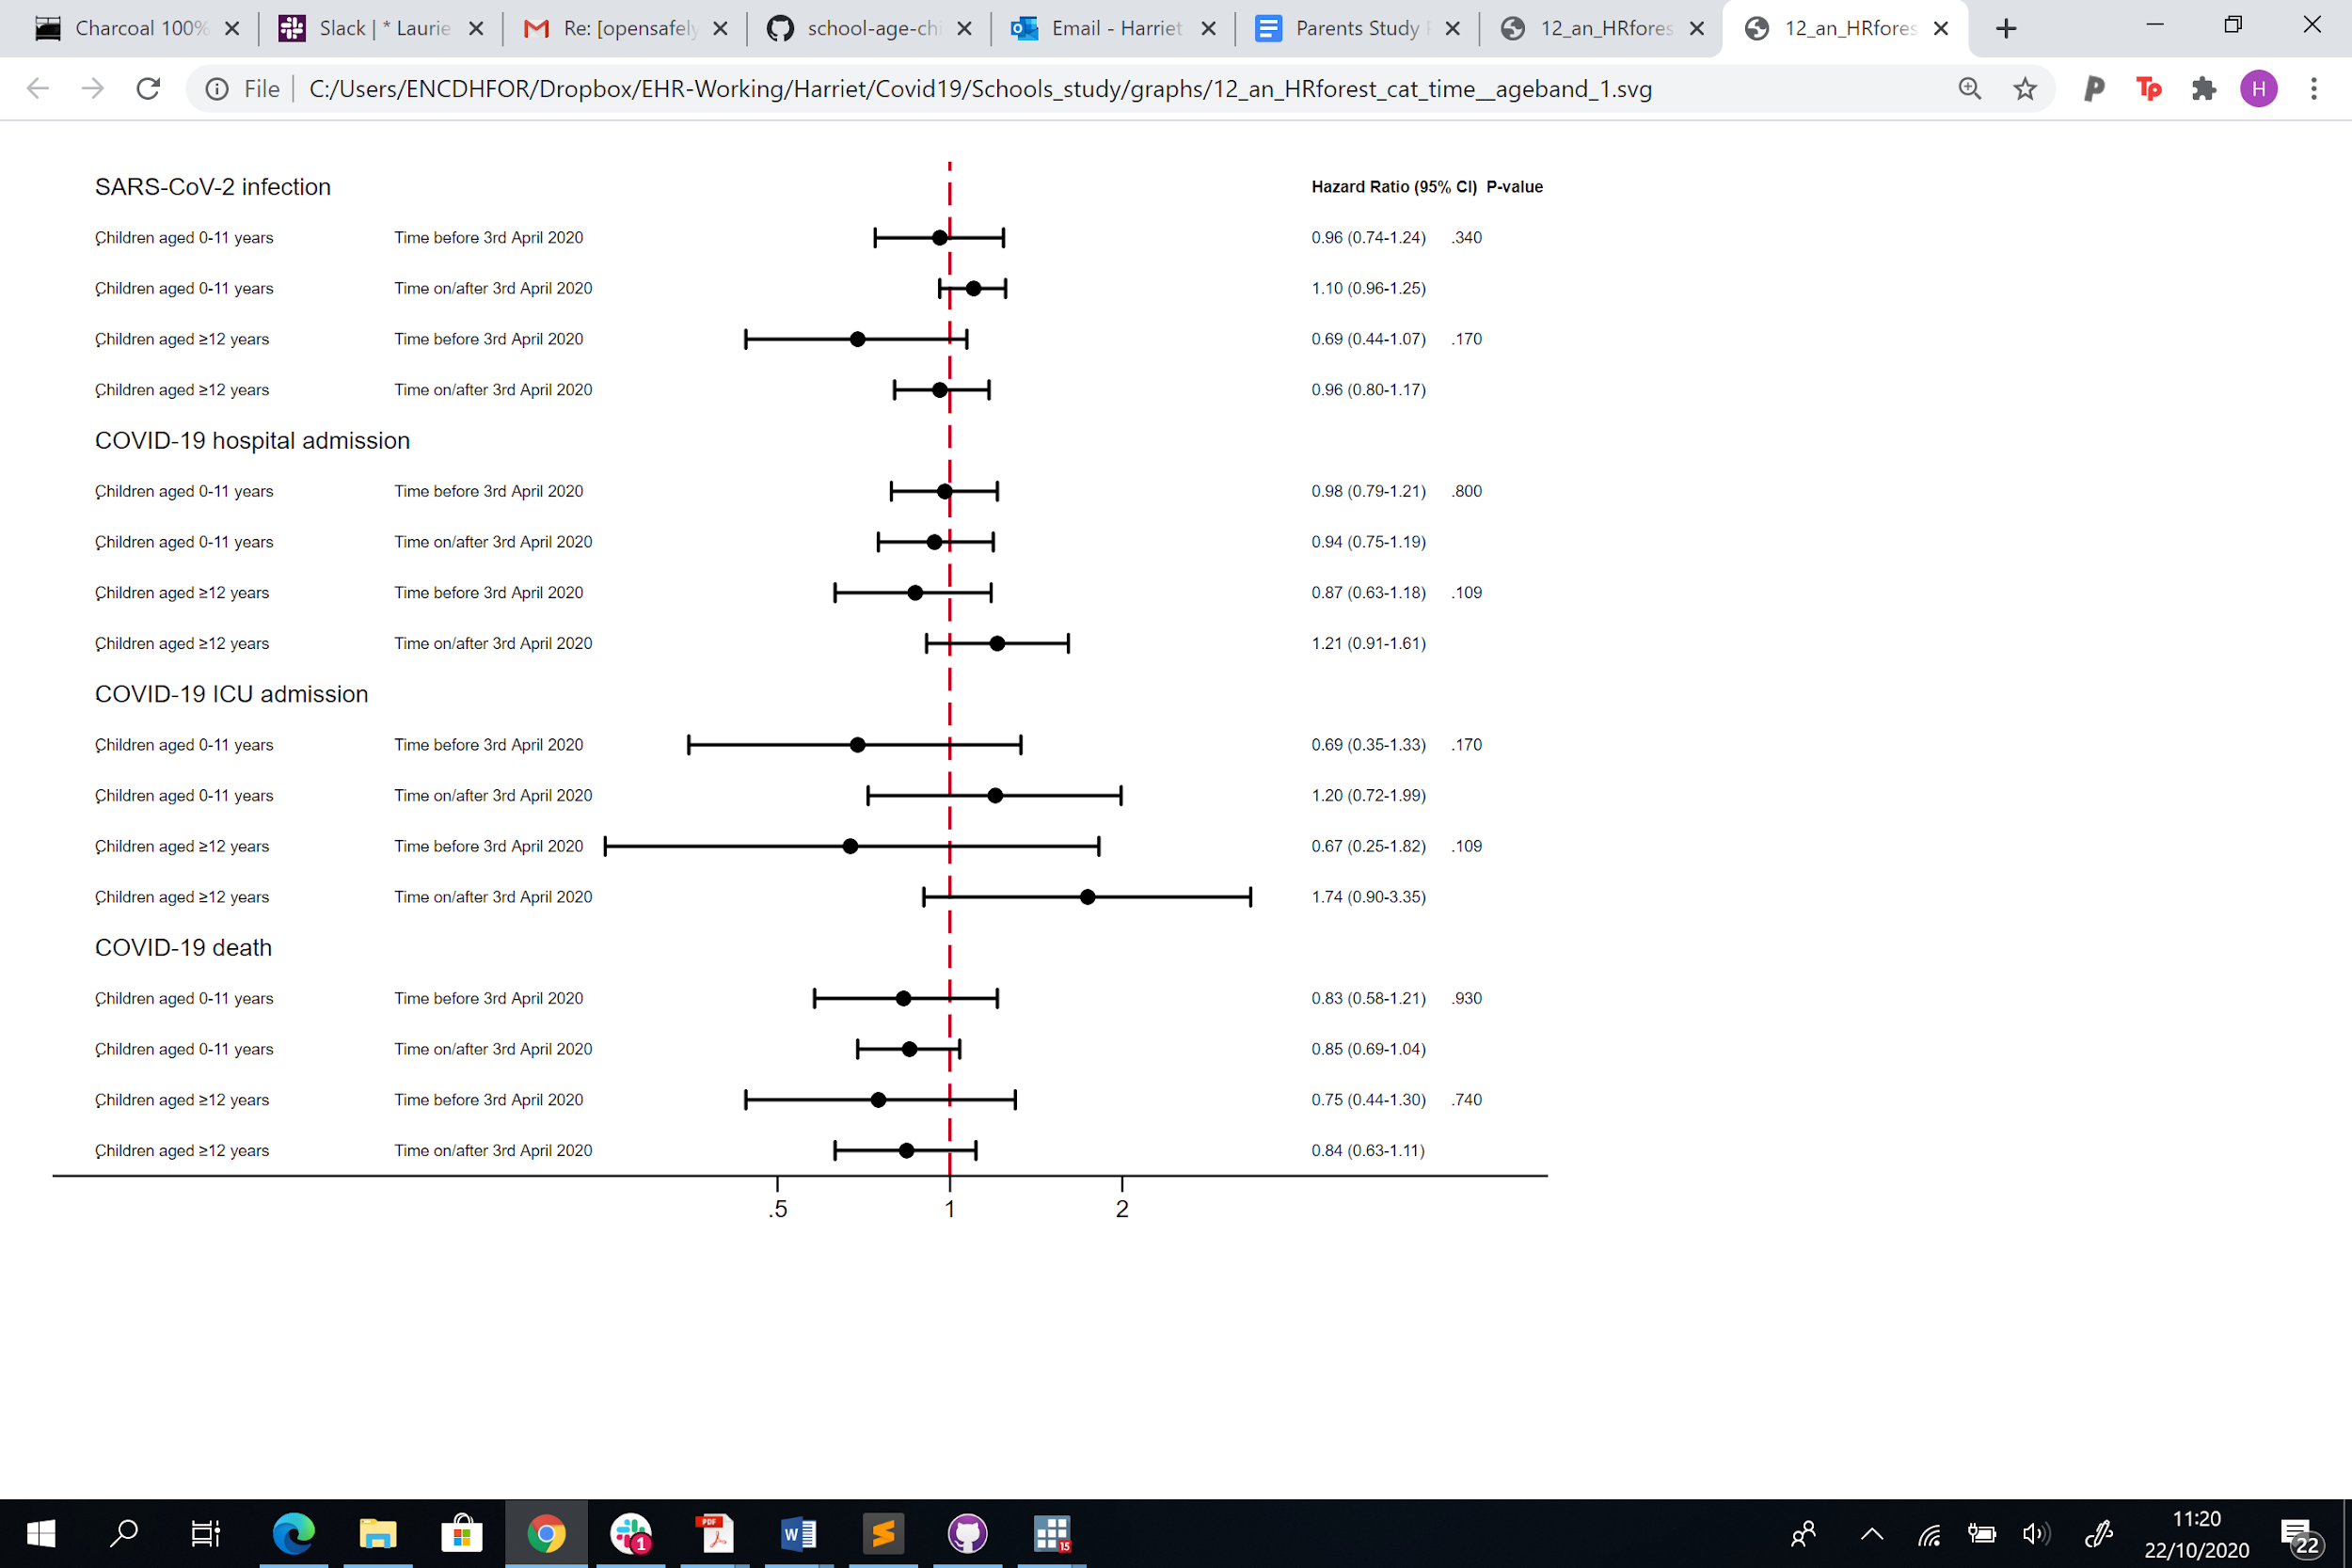 Charcoal 100%
Slack | * Laurie
Re: [opensafely
school-age-chi
Email - Harriet
Parents Study
12_an_HRfores
12_an_HRfores
File
C:/Users/ENCDHFOR/Dropbox/EHR-Working/Harriet/Covid19/Schools_study/graphs/12_an_HRforest_cat_time__ageband_1.svg
SARS-CoV-2 infection Hazard Ratio (95% CI) P-value
Children aged 0-11 years Time before 3rd April 2020 0.96 (0.74-1.24) .340
Children aged 0-11 years Time on/after 3rd April 2020 1.10 (0.96-1.25)
Children aged ≥12 years Time before 3rd April 2020 0.69 (0.44-1.07) .170
Children aged ≥12 years Time on/after 3rd April 2020 0.96 (0.80-1.17)
COVID-19 hospital admission
Children aged 0-11 years Time before 3rd April 2020 0.98 (0.79-1.21) .800
Children aged 0-11 years Time on/after 3rd April 2020 0.94 (0.75-1.19)
Children aged ≥12 years Time before 3rd April 2020 0.87 (0.63-1.18) .109
Children aged ≥12 years Time on/after 3rd April 2020 1.21 (0.91-1.61)
COVID-19 ICU admission
Children aged 0-11 years Time before 3rd April 2020 0.69 (0.35-1.33) .170
Children aged 0-11 years Time on/after 3rd April 2020 1.20 (0.72-1.99)
Children aged ≥12 years Time before 3rd April 2020 0.67 (0.25-1.82) .109
Children aged ≥12 years Time on/after 3rd April 2020 1.74 (0.90-3.35)
COVID-19 death
Children aged 0-11 years Time before 3rd April 2020 0.83 (0.58-1.21) .930
Children aged 0-11 years Time on/after 3rd April 2020 0.85 (0.69-1.04)
Children aged ≥12 years Time before 3rd April 2020 0.75 (0.44-1.30) .740
Children aged ≥12 years Time on/after 3rd April 2020 0.84 (0.63-1.11)
.5 1 2
11:20
22/10/2020
22